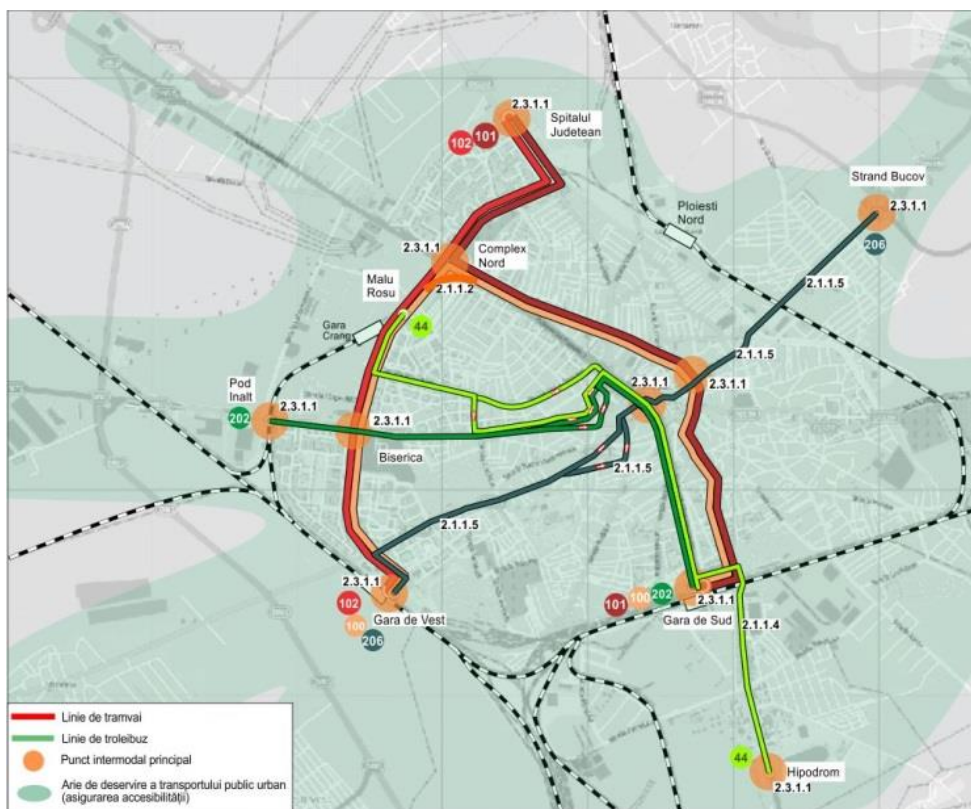 2.3.1.1
Spitalul
Judetean
102
101
Strand Bucov
2.3.1.1
206
Ploiesti
Nord
2.3.1.1
Complex
Nord
Malu
Rosu
2.1.1.2
2.1.1.5
Gara
Crang
44
2.1.1.5
Pod
Inalt
2.3.1.1
2.3.1.1
2.3.1.1
202
2.3.1.1
Biserica
2.1.1.5
2.1.1.5
2.3.1.1
102
Gara de Vest
100
206
101
100
202
2.3.1.1
Gara de Sud
2.1.1.4
44
Hipodrom
2.3.1.1
Linie de tramvai
Linie de troleibuz
Punct intermodal principal
Arie de deservire a transportului public urban
(asigurarea accesibilității)